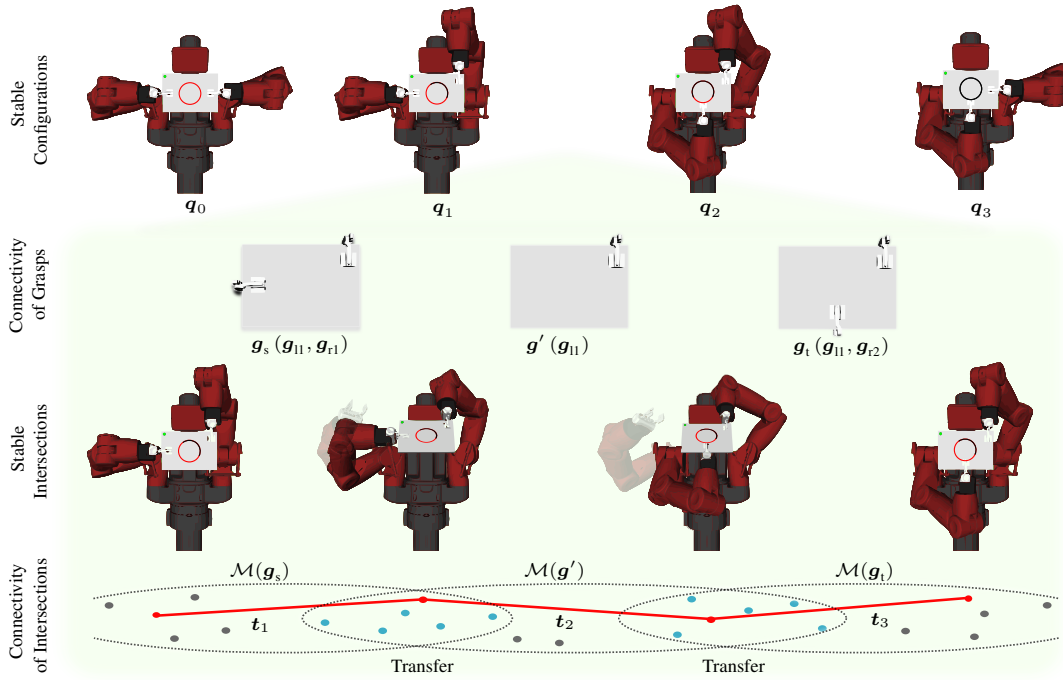 Stable
Configurations
q₀
q₁
q₂
q₃
Connectivity
of Grasps
gₛ (gₗ₁, gᵣ₁)
g′ (gₗ₁)
gₜ (gₗ₁, gᵣ₂)
Stable
Intersections
Connectivity
of Intersections
M(gₛ)
M(g′)
M(gₜ)
t₁
t₂
t₃
Transfer
Transfer